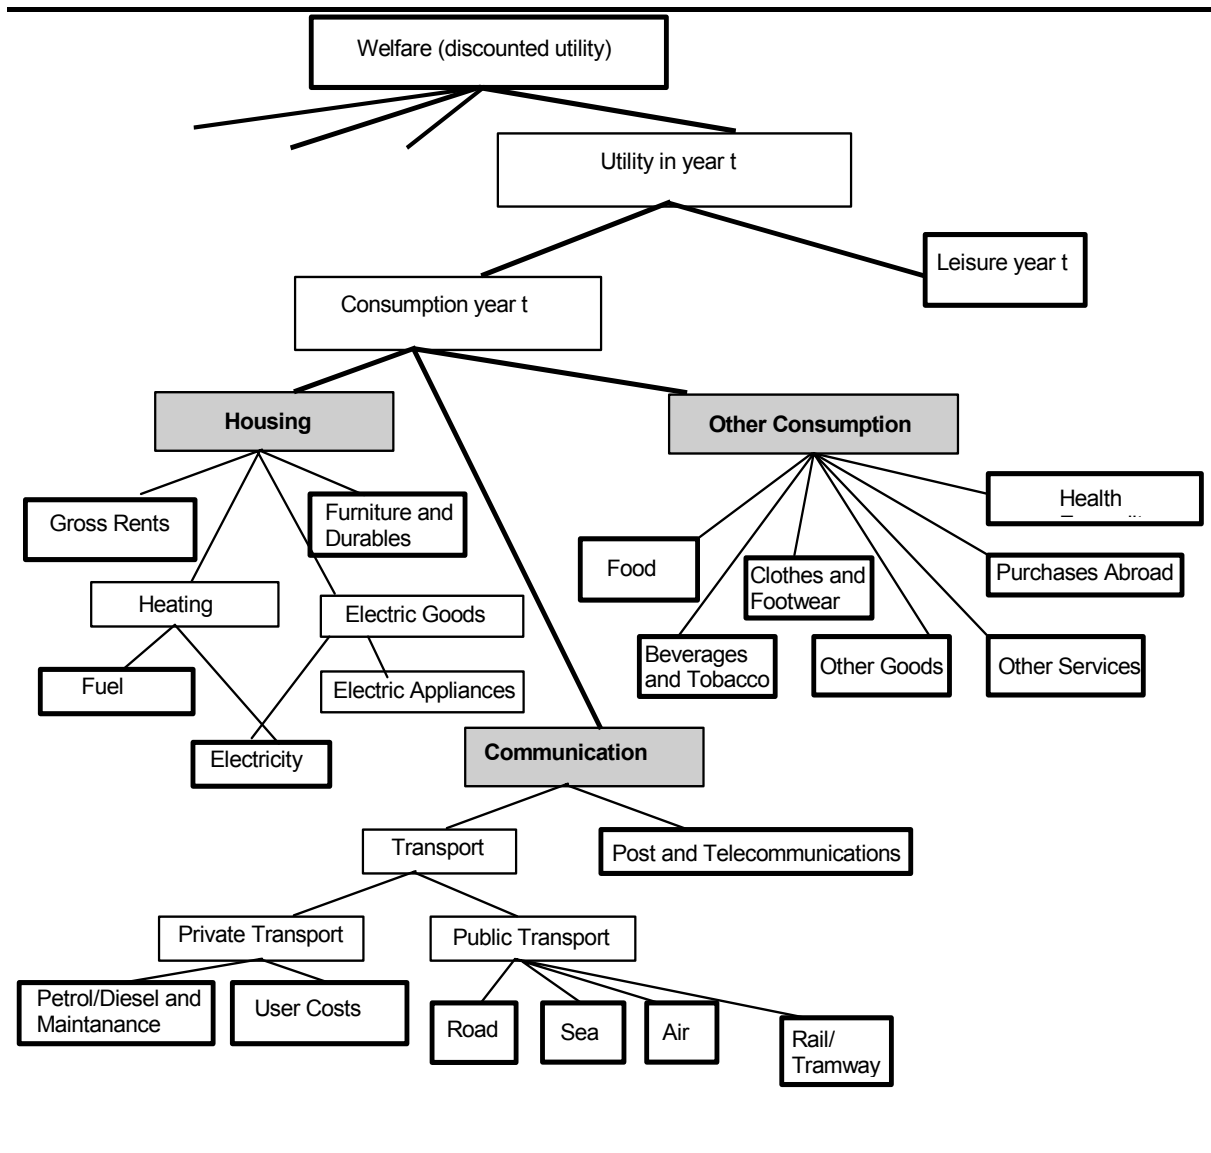 Welfare (discounted utility)
Utility in year t
Leisure year t
Consumption year t
Housing
Other Consumption
Gross Rents
Furniture and
Durables
Health
Food
Clothes and
Footwear
Purchases Abroad
Heating
Electric Goods
Beverages
and Tobacco
Other Goods
Other Services
Fuel
Electric Appliances
Electricity
Communication
Transport
Post and Telecommunications
Private Transport
Public Transport
Petrol/Diesel and
Maintanance
User Costs
Road
Sea
Air
Rail/
Tramway